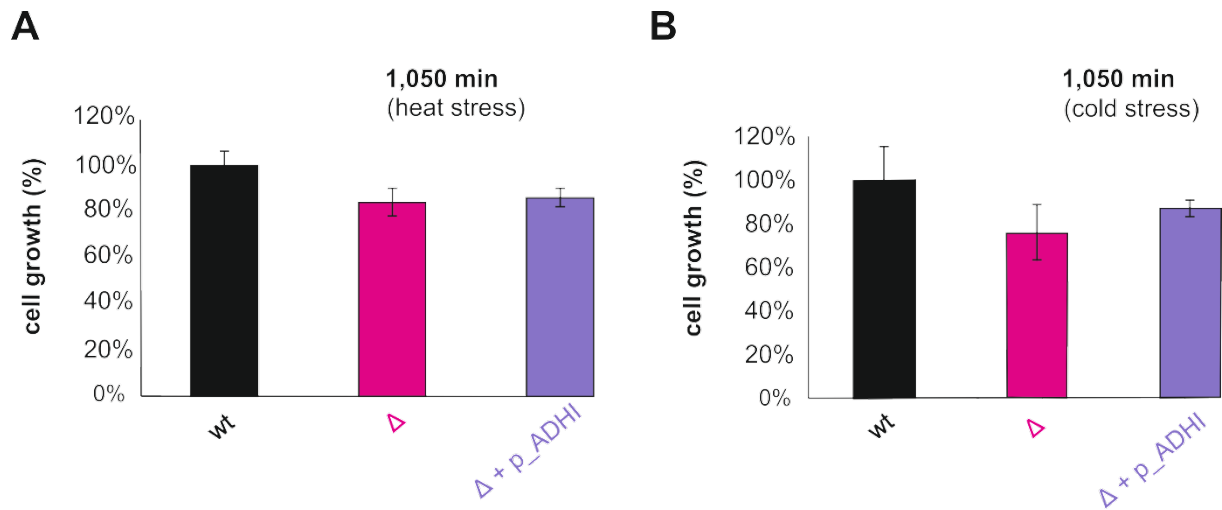 A
1,050 min
(heat stress)
cell growth (%)
120%
100%
80%
60%
40%
20%
0%
wt
Δ
Δ + p_ADHI
B
1,050 min
(cold stress)
cell growth (%)
120%
100%
80%
60%
40%
20%
0%
wt
Δ
Δ + p_ADHI